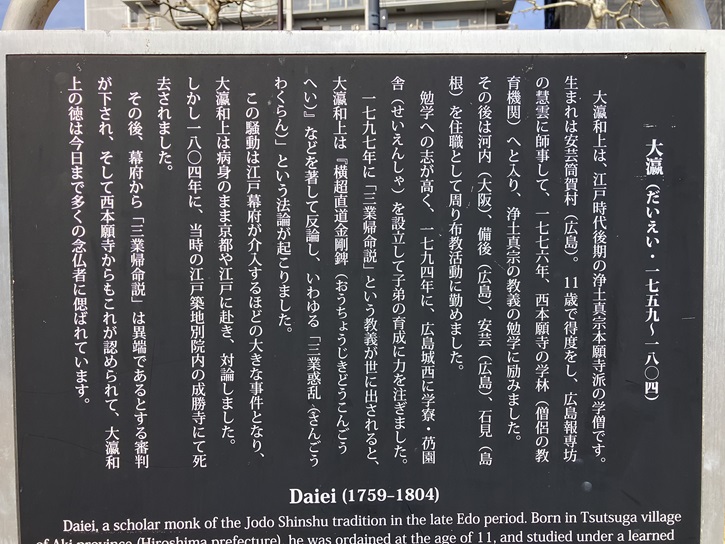 大瀛（だいえい・一七五九～一八〇四）
大瀛和上は、江戸時代後期の浄土真宗本願寺派の学僧です。
生まれは安芸筒賀村（広島）。11歳で得度をし、広島報専坊
の慧雲に師事して、一七七六年、西本願寺の学林（僧侶の教
育機関）へと入り、浄土真宗の教義の勉学に励みました。
その後は河内（大阪）、備後（広島）、安芸（広島）、石見（島
根）を住職として周り布教活動に勤めました。
勉学への志が高く、一七九四年に、広島城西に学寮・芿園
舎（せいえんしゃ）を設立して子弟の育成に力を注ぎました。
一七九七年に「三業帰命説」という教義が世に出されると、
大瀛和上は『横超直道金剛錍（おうちょうじきどうこんごう
へい）』などを著して反論し、いわゆる「三業惑乱（さんごう
わくらん）」という法論が起こりました。
この騒動は江戸幕府が介入するほどの大きな事件となり、
大瀛和上は病身のまま京都や江戸に赴き、対論しました。
しかし一八〇四年に、当時の江戸築地別院内の成勝寺にて死
去されました。
その後、幕府から「三業帰命説」は異端であるとする審判
が下され、そして西本願寺からもこれが認められて、大瀛和
上の徳は今日まで多くの念仏者に偲ばれています。
Daiei (1759–1804)
Daiei, a scholar monk of the Jodo Shinshu tradition in the late Edo period. Born in Tsutsuga village
of Aki province (Hiroshima prefecture), he was ordained at the age of 11, and studied under a learned